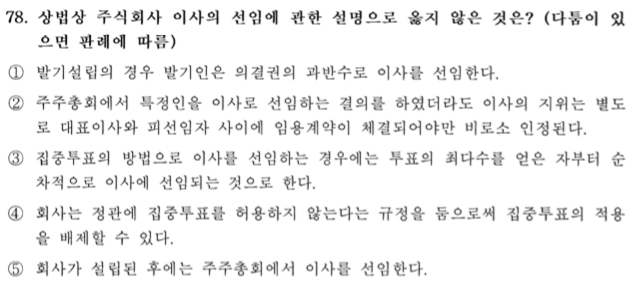 78. 상법상 주식회사 이사의 선임에 관한 설명으로 옳지 않은 것은? (다툼이 있
으면 판례에 따름)
① 발기설립의 경우 발기인은 의결권의 과반수로 이사를 선임한다.
② 주주총회에서 특정인을 이사로 선임하는 결의를 하였더라도 이사의 지위는 별도
로 대표이사와 피선임자 사이에 임용계약이 체결되어야만 비로소 인정된다.
③ 집중투표의 방법으로 이사를 선임하는 경우에는 투표의 최다수를 얻은 자부터 순
차적으로 이사에 선임되는 것으로 한다.
④ 회사는 정관에 집중투표를 허용하지 않는다는 규정을 둠으로써 집중투표의 적용
을 배제할 수 있다.
⑤ 회사가 설립된 후에는 주주총회에서 이사를 선임한다.